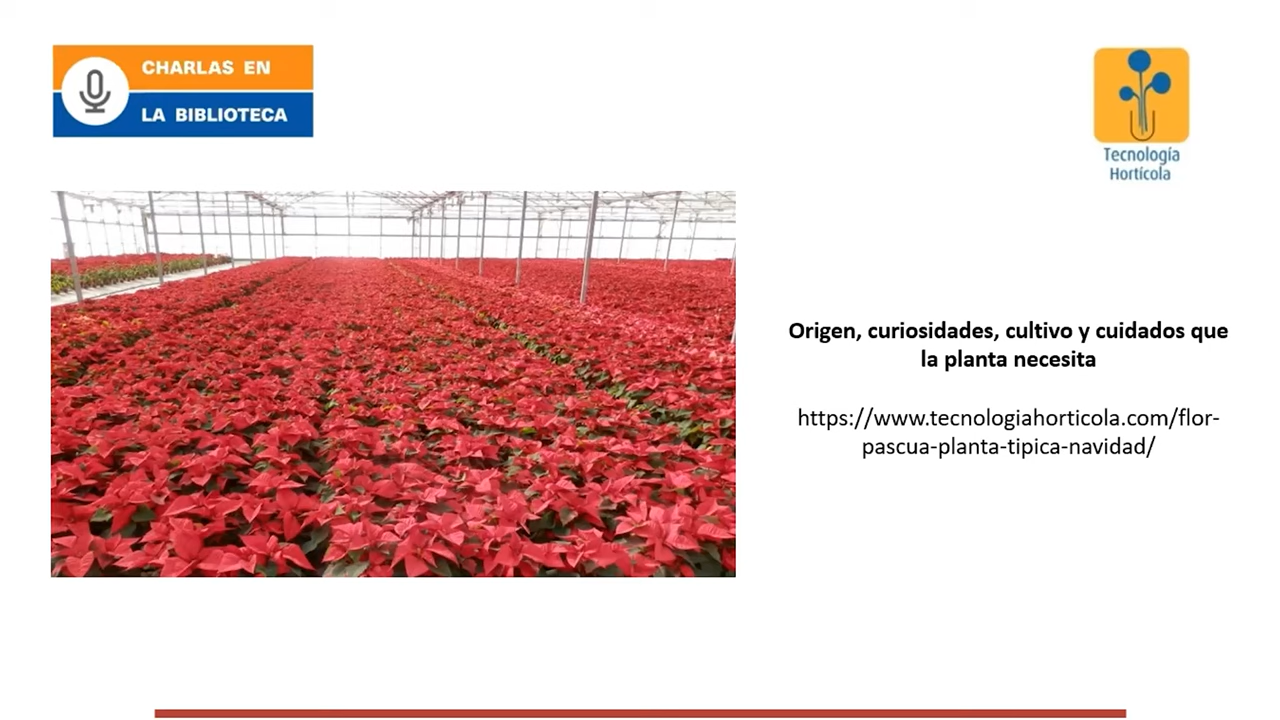 CHARLAS EN
LA BIBLIOTECA
Tecnología
Hortícola
Origen, curiosidades, cultivo y cuidados que
la planta necesita
https://www.tecnologiahorticola.com/flor-
pascua-planta-tipica-navidad/